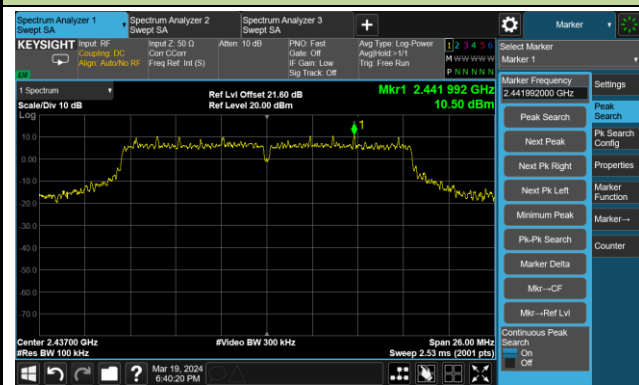 Spectrum Analyzer 1
Swept SA
Spectrum Analyzer 2
Swept SA
Spectrum Analyzer 3
Swept SA
+
Marker
KEYSIGHT
Input: RF
Coupling: DC
Align: Auto/No RF
Input Z: 50 Ω
Corr CCorr
Freq Ref: Int (S)
Atten: 10 dB
PNO: Fast
Gate: Off
IF Gain: Low
Sig Track: Off
Avg Type: Log-Power
Avg|Hold:>1/1
Trig: Free Run
1 2 3 4 5 6
M W W W W W
P N N N N N
Select Marker
Marker 1
1 Spectrum
Scale/Div 10 dB
Log
Ref Lvl Offset 21.60 dB
Ref Level 20.00 dBm
Mkr1 2.441 992 GHz
10.50 dBm
1
10.0
0.00
-10.0
-20.0
-30.0
-40.0
-50.0
-60.0
-70.0
Center 2.43700 GHz
#Res BW 100 kHz
#Video BW 300 kHz
Span 26.00 MHz
Sweep 2.53 ms (2001 pts)
Marker Frequency
2.441992000 GHz
Peak Search
Next Peak
Next Pk Right
Next Pk Left
Minimum Peak
Pk-Pk Search
Marker Delta
Mkr→CF
Mkr→Ref Lvl
Continuous Peak
Search
On
Off
Settings
Peak
Search
Pk Search
Config
Properties
Marker
Function
Marker→
Counter
?
Mar 19, 2024
6:40:20 PM